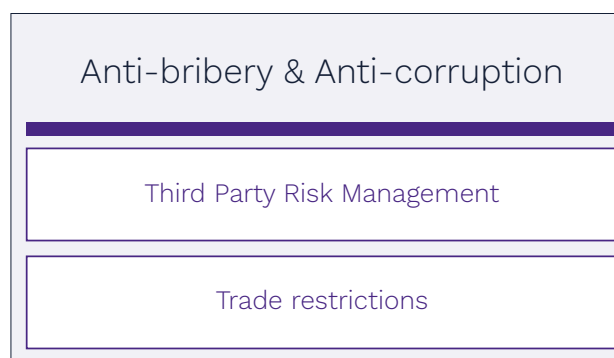 Anti-bribery & Anti-corruption
Third Party Risk Management
Trade restrictions